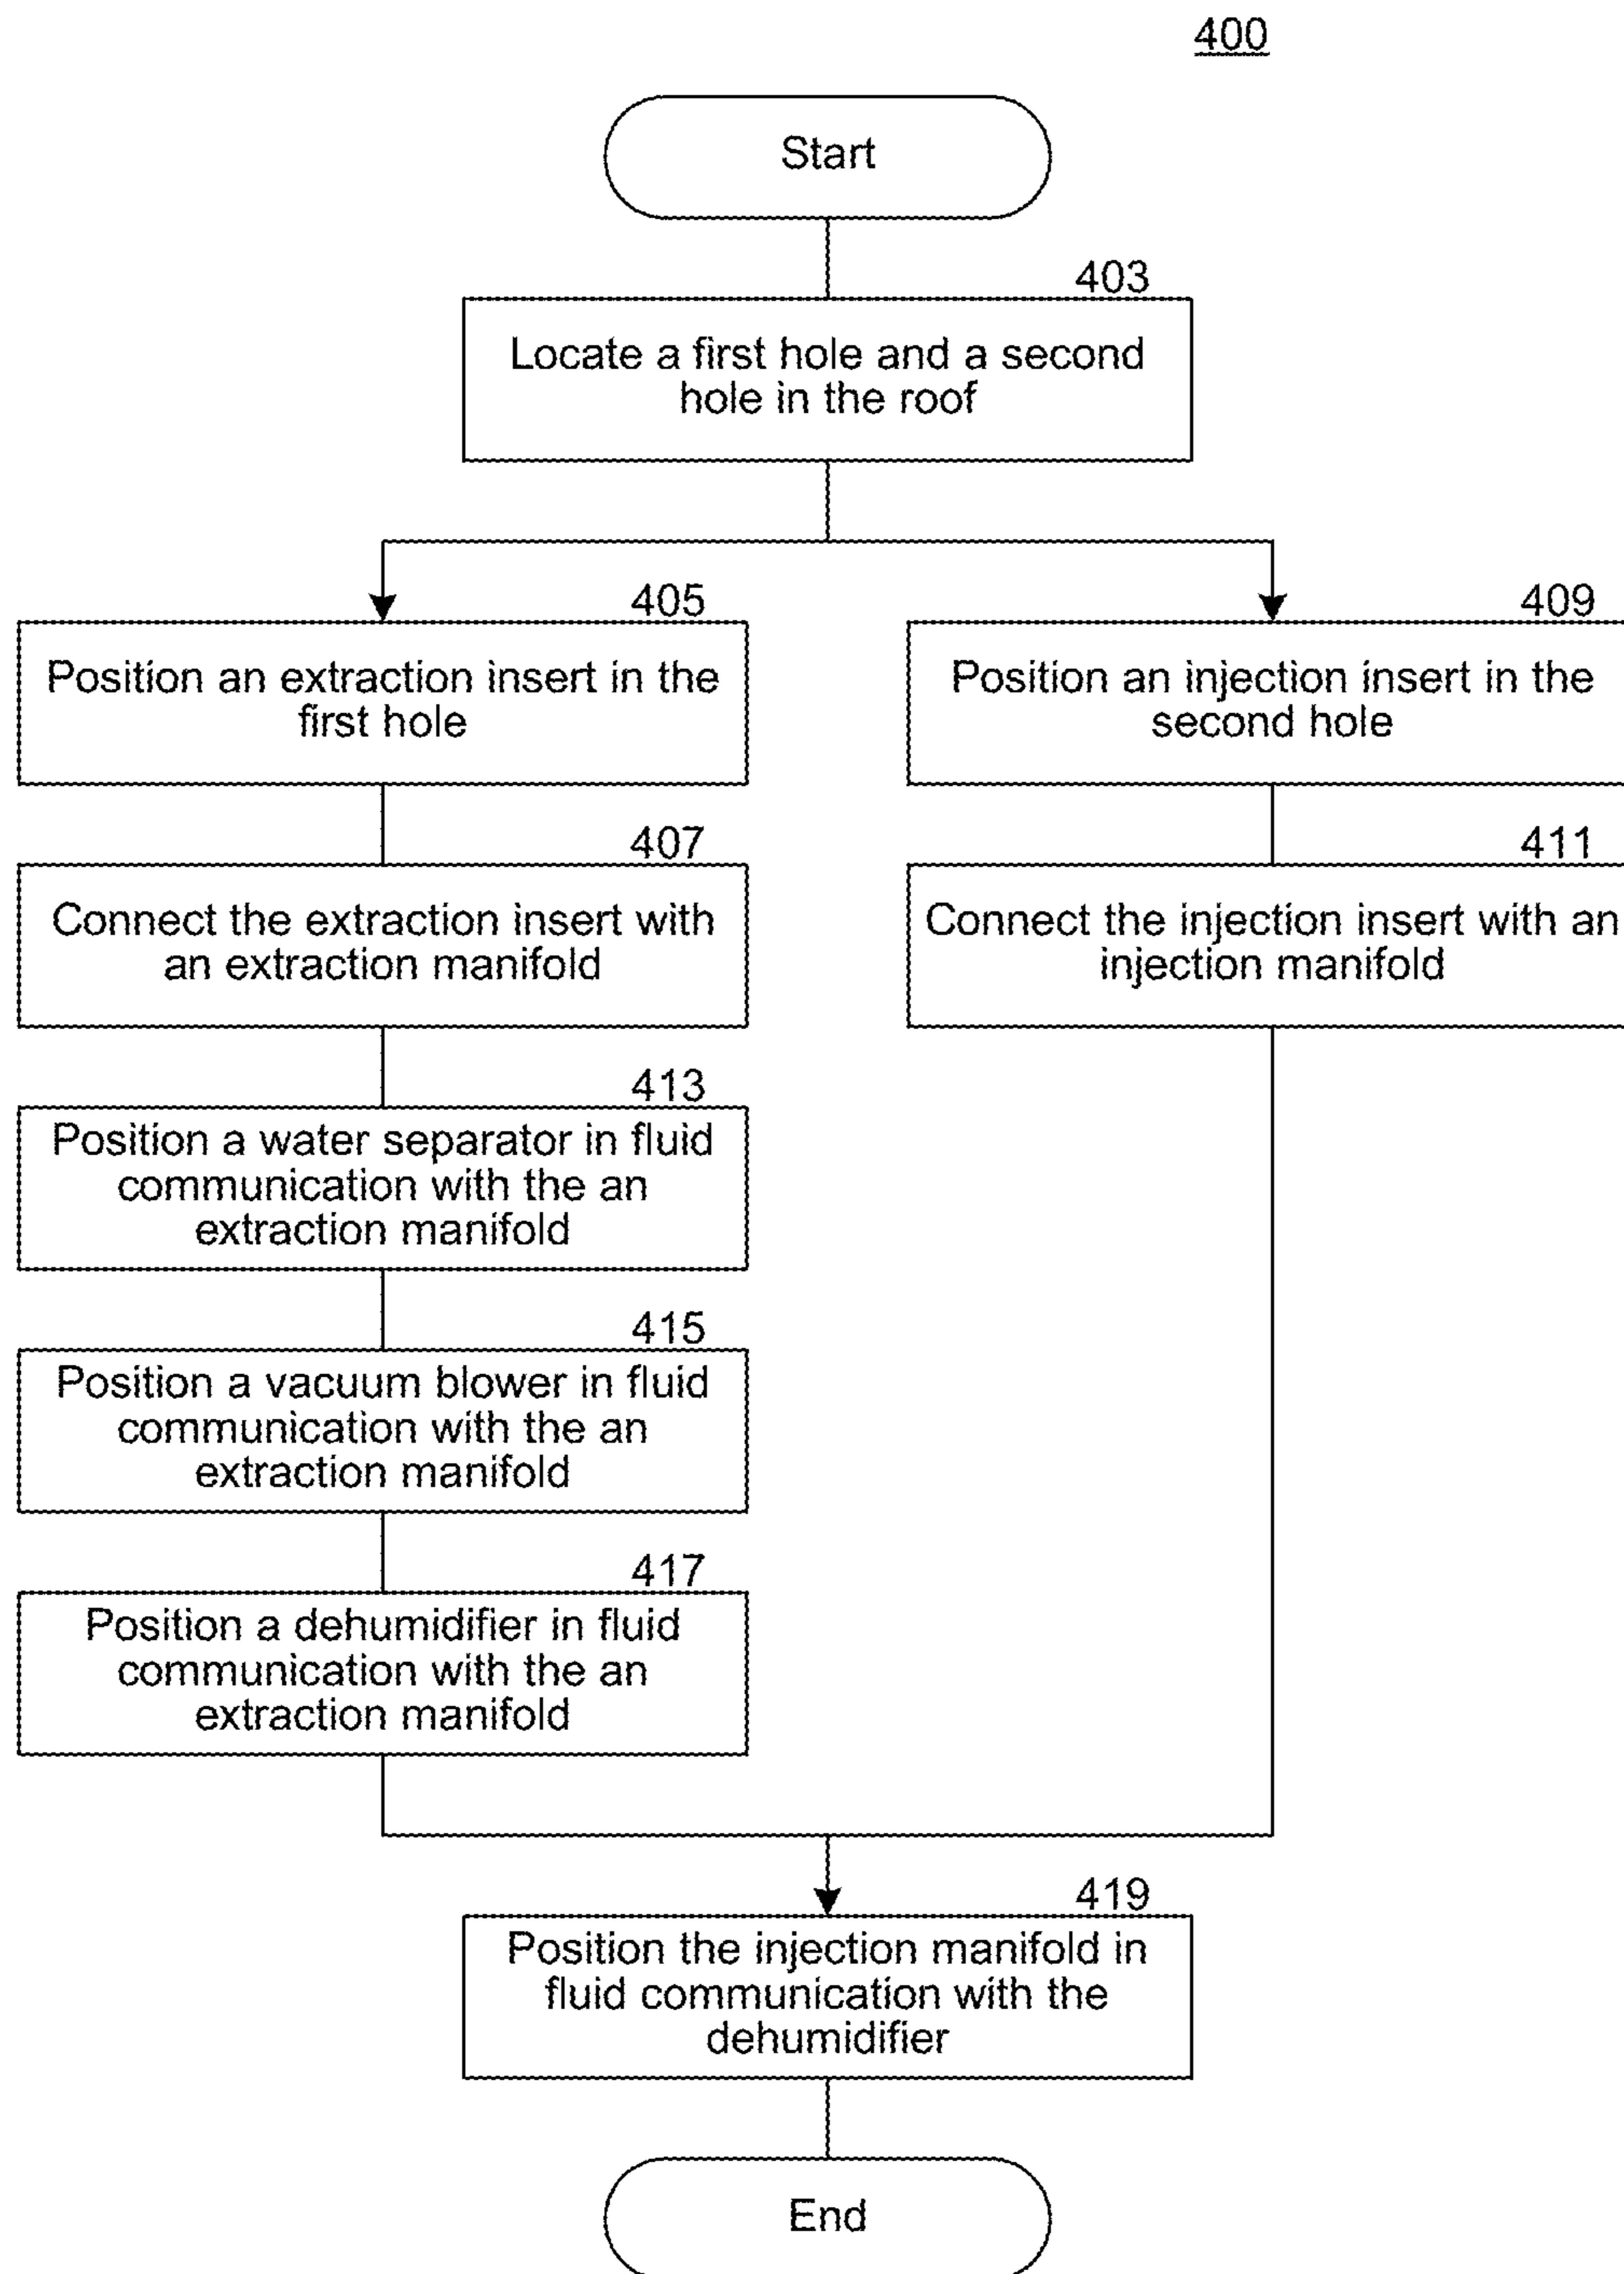 400
Start
403
Locate a first hole and a second
hole in the roof
405
Position an extraction insert in the
first hole
409
Position an injection insert in the
second hole
407
Connect the extraction insert with
an extraction manifold
411
Connect the injection insert with an
injection manifold
413
Position a water separator in fluid
communication with the an
extraction manifold
415
Position a vacuum blower in fluid
communication with the an
extraction manifold
417
Position a dehumidifier in fluid
communication with the an
extraction manifold
419
Position the injection manifold in
fluid communication with the
dehumidifier
End